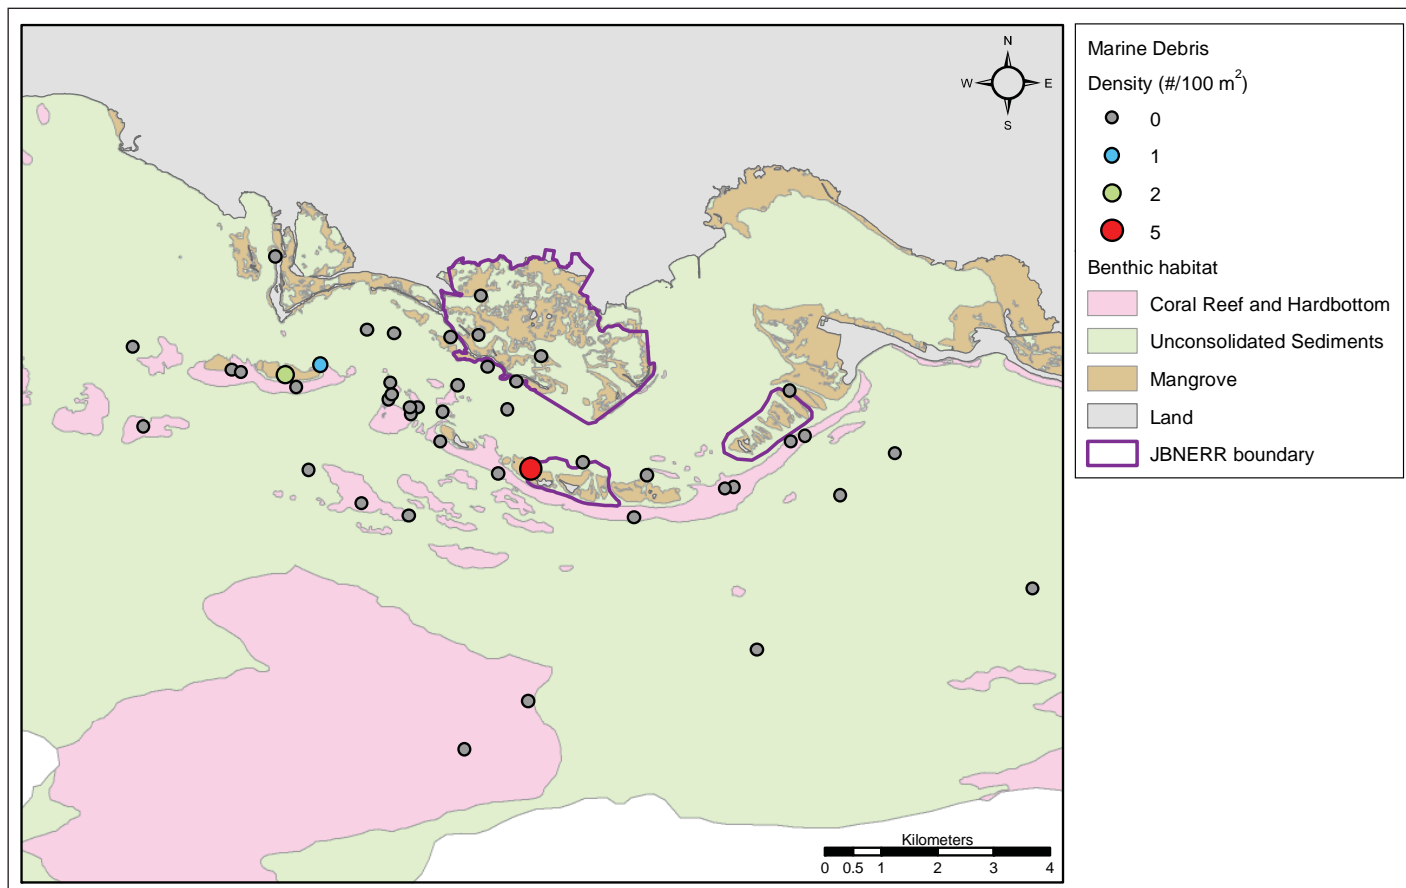 N
W E
S
Kilometers
0 0.5 1 2 3 4
Marine Debris
Density (#/100 m²)
0
1
2
5
Benthic habitat
Coral Reef and Hardbottom
Unconsolidated Sediments
Mangrove
Land
JBNERR boundary